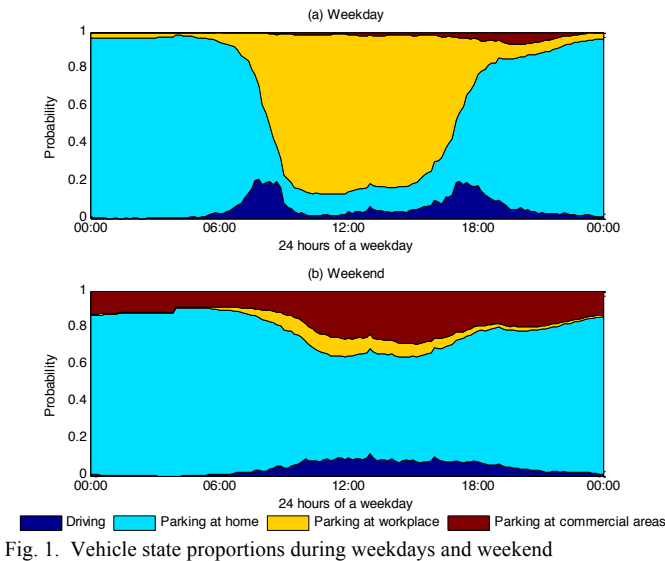 (a) Weekday
1
0.8
0.6
0.4
0.2
0
Probability
00:00 06:00 12:00 18:00 00:00
24 hours of a weekday
(b) Weekend
1
0.8
0.6
0.4
0.2
0
Probability
00:00 06:00 12:00 18:00 00:00
24 hours of a weekday
Driving Parking at home Parking at workplace Parking at commercial areas
Fig. 1. Vehicle state proportions during weekdays and weekend